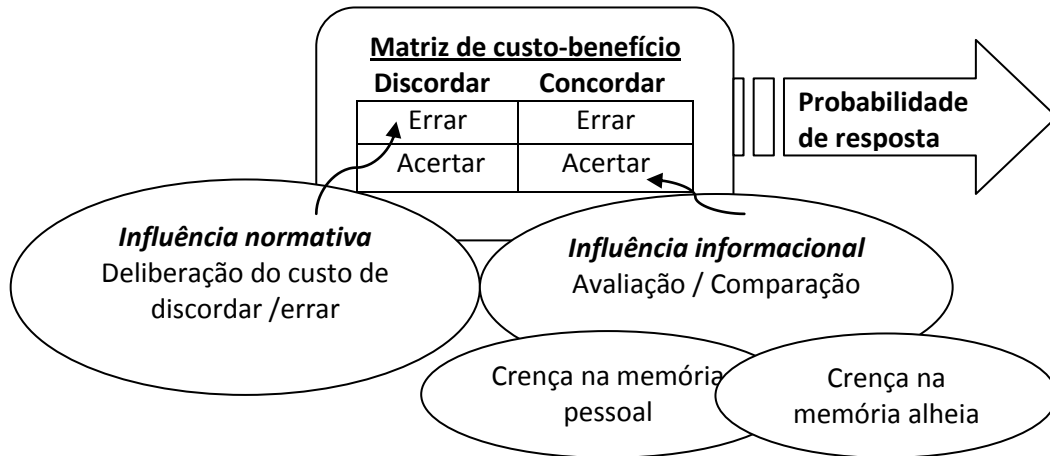 Matriz de custo-benefício
Discordar Concordar
Errar Errar
Acertar Acertar
Probabilidade
de resposta
Influência normativa
Deliberação do custo de
discordar /errar
Influência informacional
Avaliação / Comparação
Crença na memória
pessoal
Crença na
memória alheia